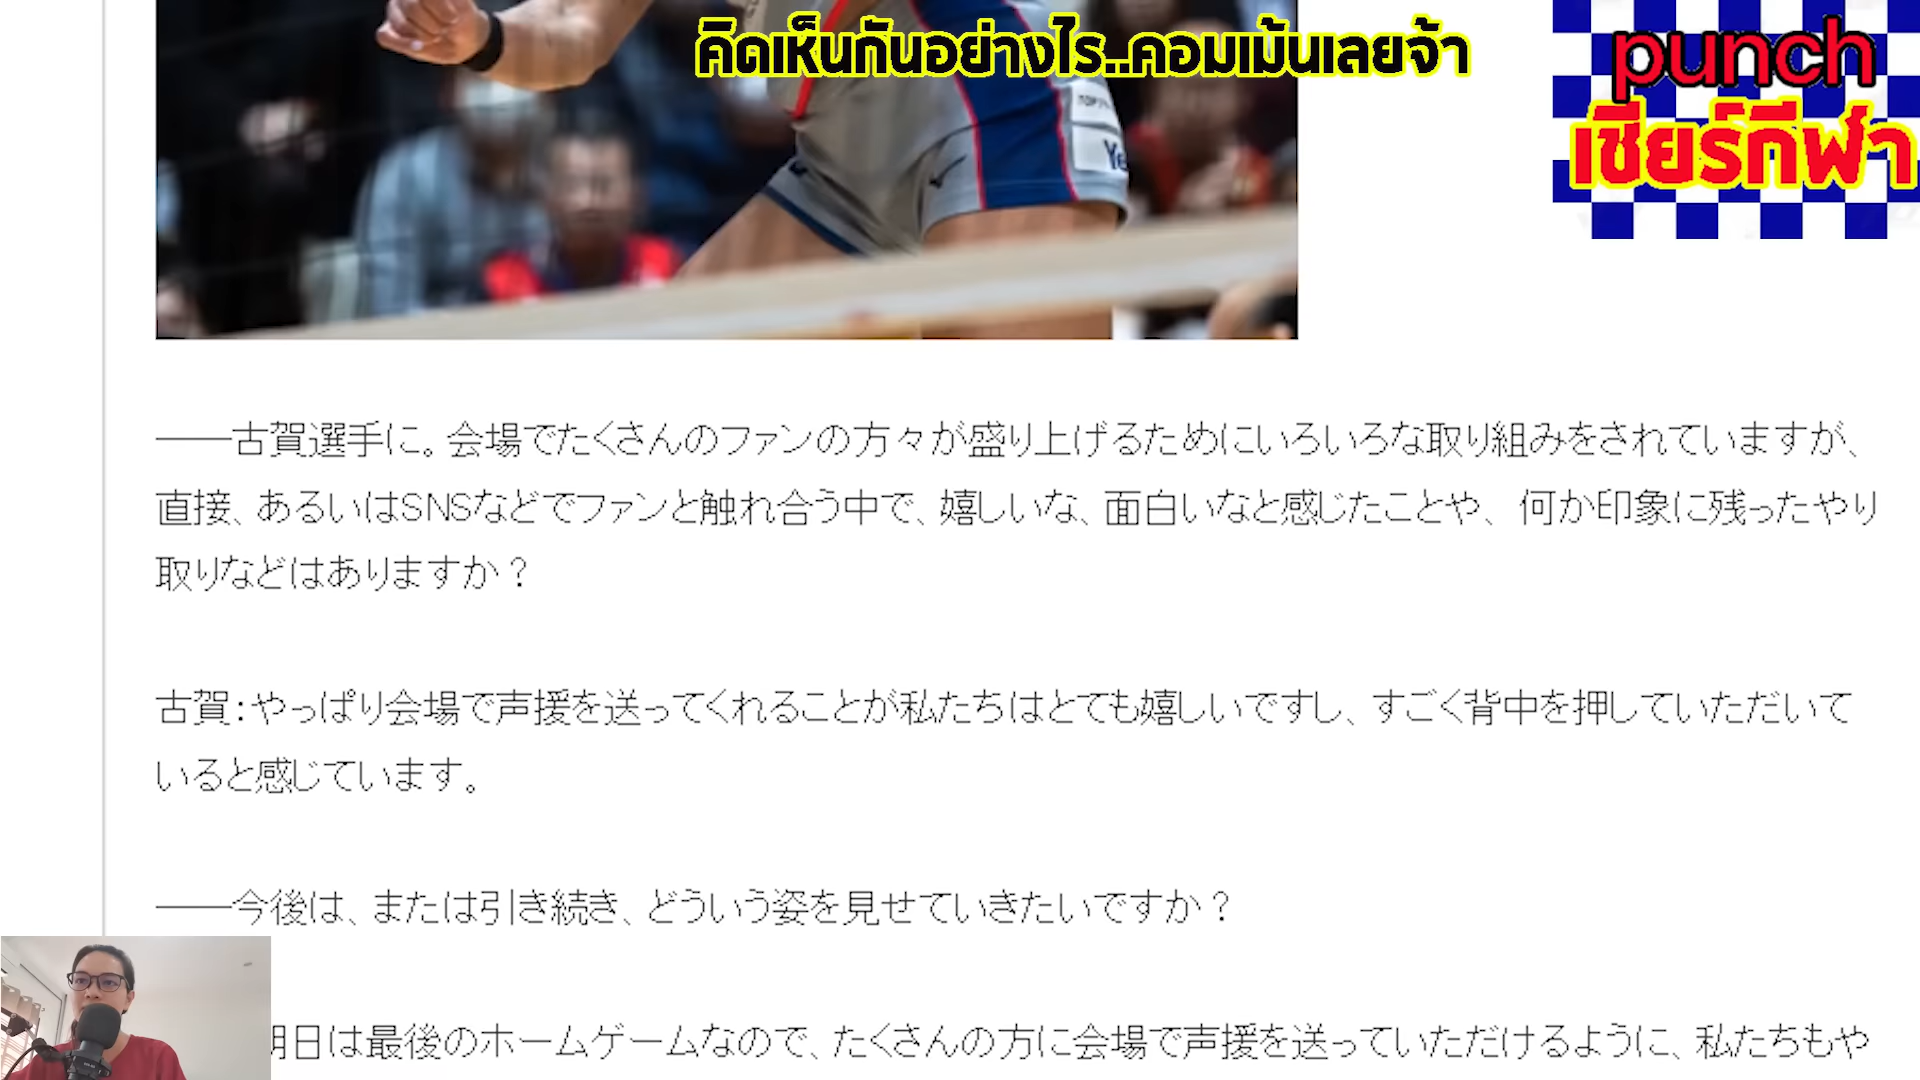 คิดเห็นกันอย่างไร..คอมเม้นเลยจ้า
punch
เชียร์กีฬา
――古賀選手に。会場でたくさんのファンの方々が盛り上げるためにいろいろな取り組みをされていますが、
直接、あるいはSNSなどでファンと触れ合う中で、嬉しいな、面白いなと感じたことや、何か印象に残ったやり
取りなどはありますか？
古賀：やっぱり会場で声援を送ってくれることが私たちはとても嬉しいですし、すごく背中を押していただいて
いると感じています。
――今後は、または引き続き、どういう姿を見せていきたいですか？
明日は最後のホームゲームなので、たくさんの方に会場で声援を送っていただけるように、私たちもや